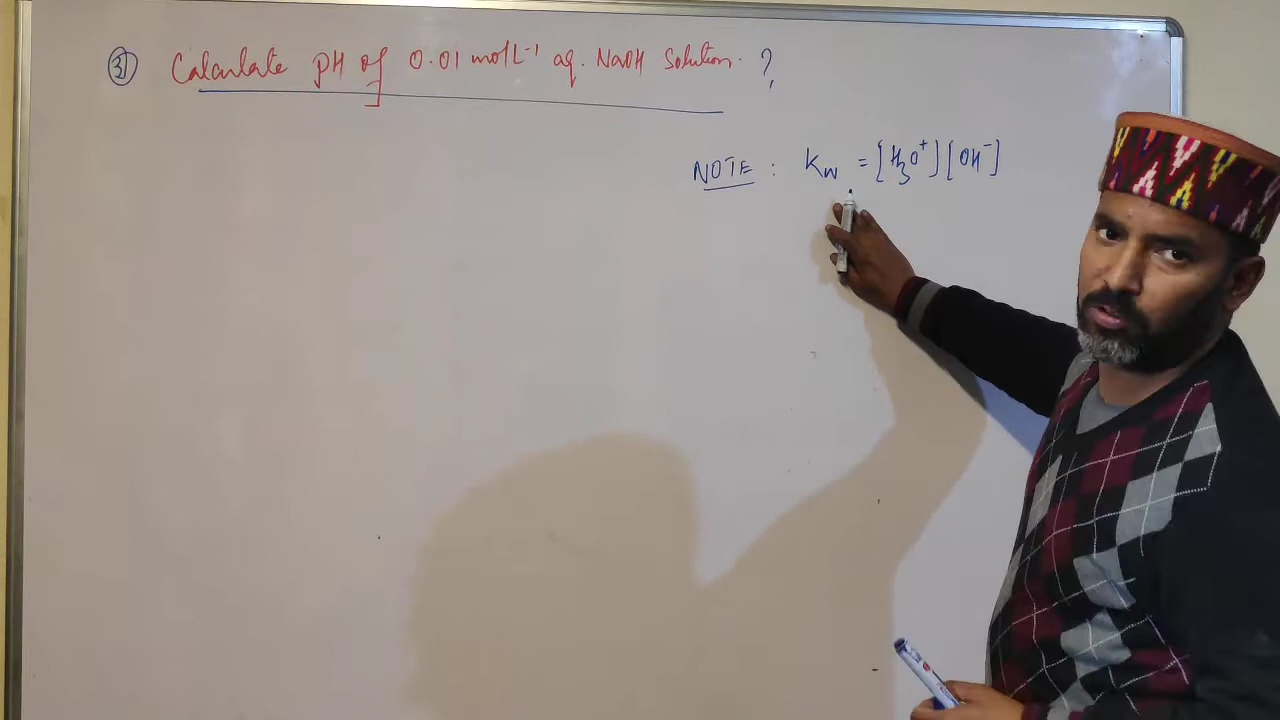 ③ Calculate pH of 0.01 molL⁻¹ aq. NaOH Solution. ?
NOTE : Kw = [H₃O⁺][OH⁻]